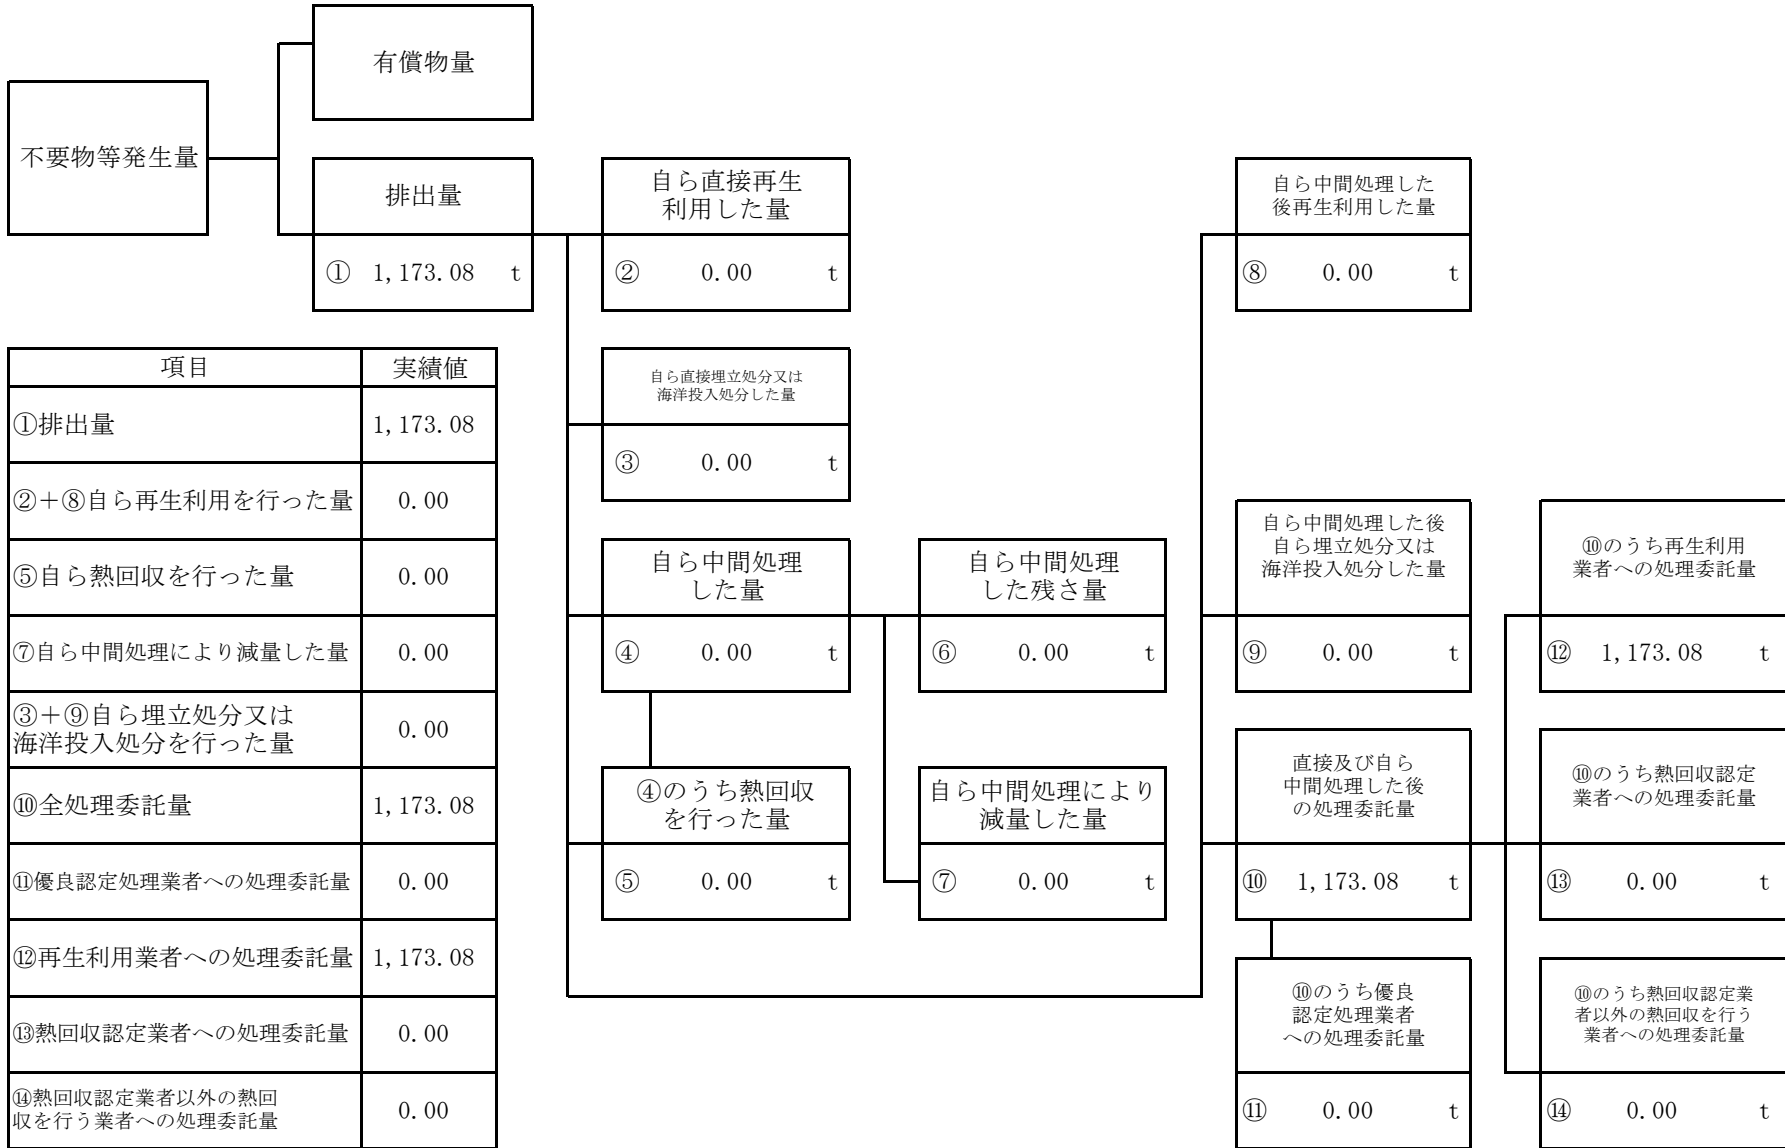 有償物量
不要物等発生量
排出量
① 1,173.08 t
自ら直接再生
利用した量
② 0.00 t
自ら中間処理した
後再生利用した量
⑧ 0.00 t
自ら直接埋立処分又は
海洋投入処分した量
③ 0.00 t
自ら中間処理
した量
④ 0.00 t
自ら中間処理
した残さ量
⑥ 0.00 t
自ら中間処理した後
自ら埋立処分又は
海洋投入処分した量
⑨ 0.00 t
⑩のうち再生利用
業者への処理委託量
⑫ 1,173.08 t
④のうち熱回収
を行った量
⑤ 0.00 t
自ら中間処理により
減量した量
⑦ 0.00 t
直接及び自ら
中間処理した後
の処理委託量
⑩ 1,173.08 t
⑩のうち熱回収認定
業者への処理委託量
⑬ 0.00 t
⑩のうち優良
認定処理業者
への処理委託量
⑪ 0.00 t
⑩のうち熱回収認定業
者以外の熱回収を行う
業者への処理委託量
⑭ 0.00 t
項目 実績値
①排出量 1,173.08
②+⑧自ら再生利用を行った量 0.00
⑤自ら熱回収を行った量 0.00
⑦自ら中間処理により減量した量 0.00
③+⑨自ら埋立処分又は
海洋投入処分を行った量 0.00
⑩全処理委託量 1,173.08
⑪優良認定処理業者への処理委託量 0.00
⑫再生利用業者への処理委託量 1,173.08
⑬熱回収認定業者への処理委託量 0.00
⑭熱回収認定業者以外の熱回
収を行う業者への処理委託量 0.00